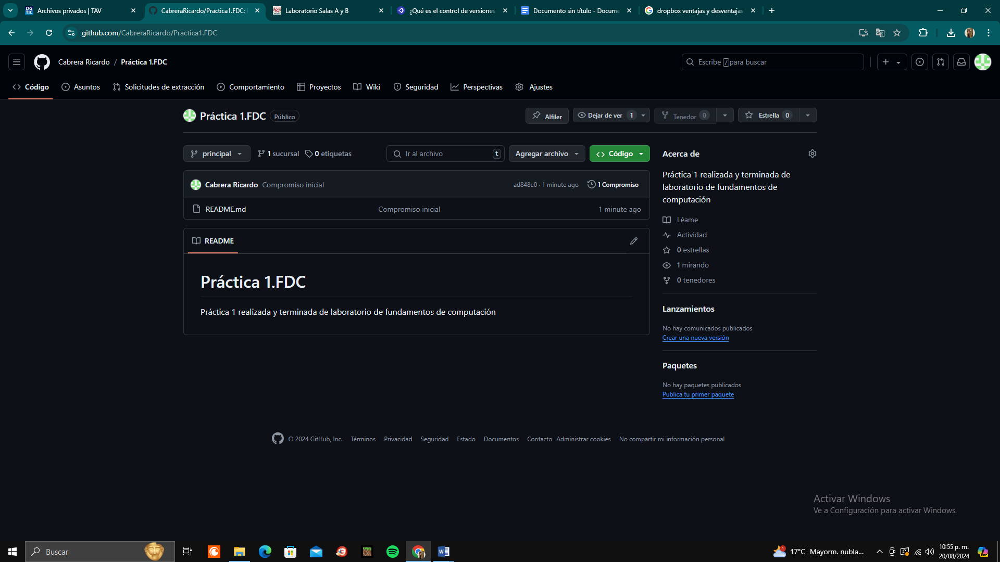 Archivos privados | TAV
CabreraRicardo/Practica1.FDC:
Laboratorio Salas A y B
¿Qué es el control de versiones
Documento sin título - Docume
dropbox ventajas y desventajas
github.com/CabreraRicardo/Practica1.FDC
Cabrera Ricardo / Práctica 1.FDC
Escribe / para buscar
Código
Asuntos
Solicitudes de extracción
Comportamiento
Proyectos
Wiki
Seguridad
Perspectivas
Ajustes
Práctica 1.FDC Público
Alfiler
Dejar de ver 1
Tenedor 0
Estrella 0
principal
1 sucursal
0 etiquetas
Ir al archivo t
Agregar archivo
Código
Cabrera Ricardo Compromiso inicial
ad848e0 · 1 minute ago
1 Compromiso
README.md Compromiso inicial 1 minute ago
README
Práctica 1.FDC
Práctica 1 realizada y terminada de laboratorio de fundamentos de computación
Acerca de
Práctica 1 realizada y terminada de
laboratorio de fundamentos de
computación
Léame
Actividad
0 estrellas
1 mirando
0 tenedores
Lanzamientos
No hay comunicados publicados
Crear una nueva versión
Paquetes
No hay paquetes publicados
Publica tu primer paquete
© 2024 GitHub, Inc.
Términos
Privacidad
Seguridad
Estado
Documentos
Contacto
Administrar cookies
No compartir mi información personal
Activar Windows
Ve a Configuración para activar Windows.
Buscar
17°C Mayorm. nubla...
10:55 p. m.
20/08/2024